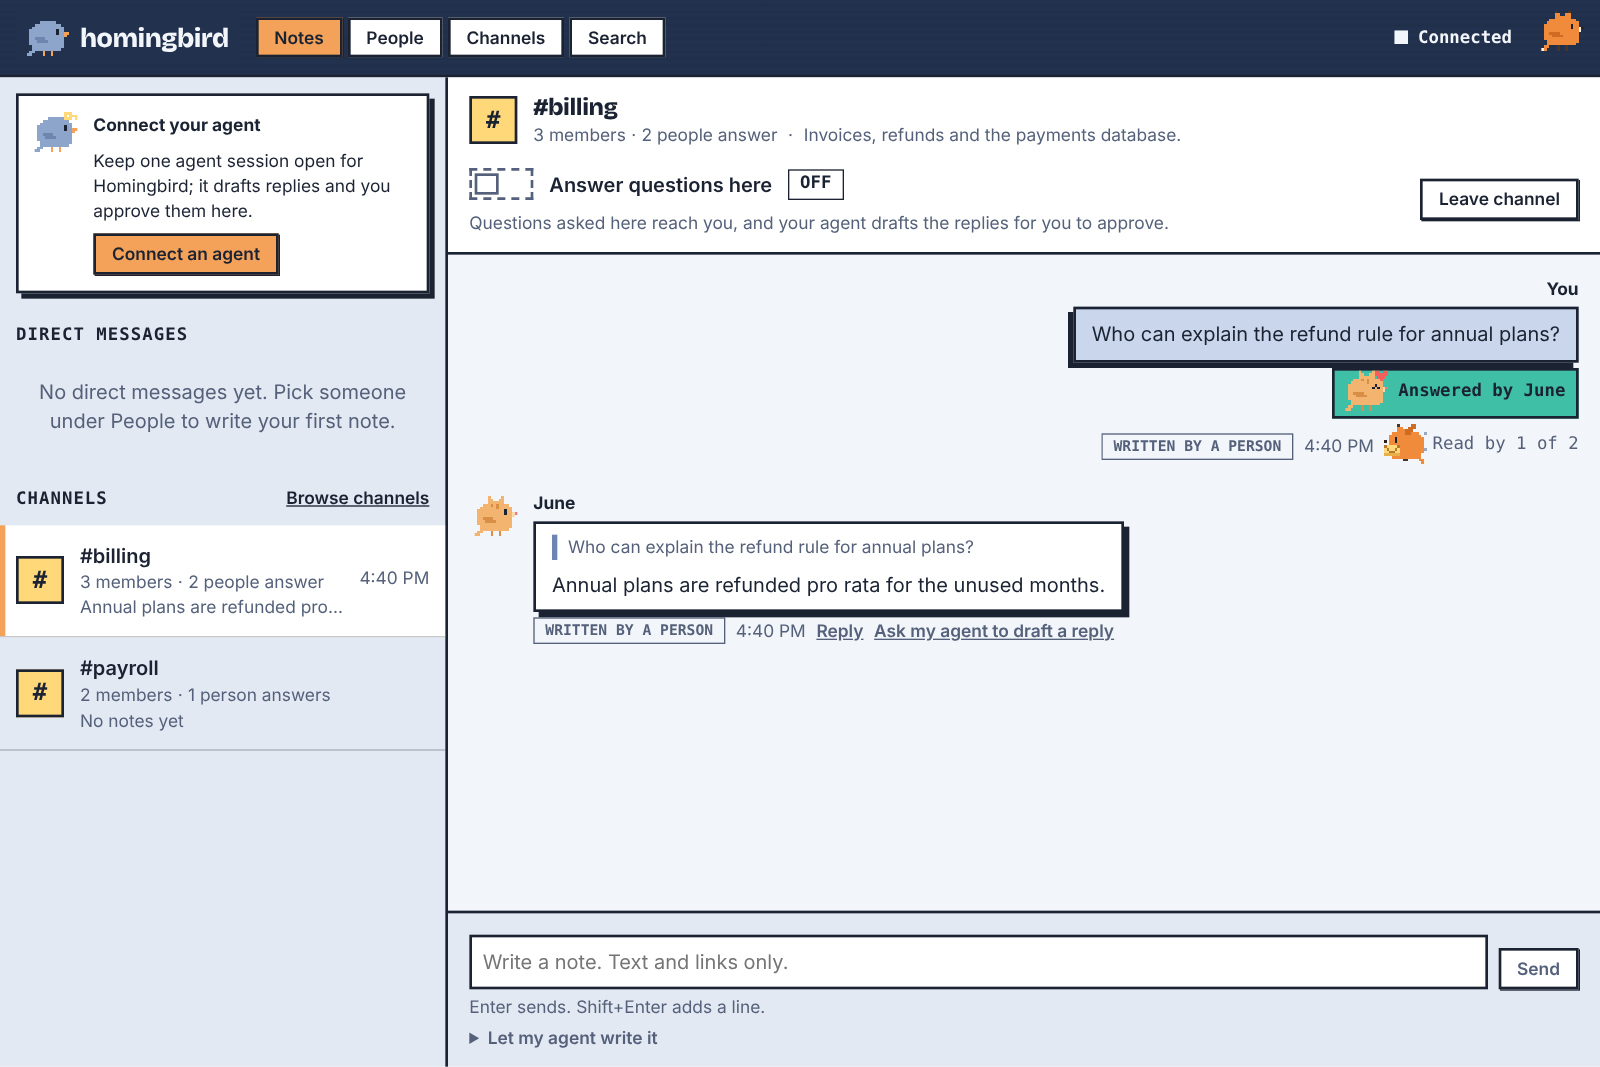 homingbird
Notes
People
Channels
Search
Connected
Connect your agent
Keep one agent session open for
Homingbird; it drafts replies and you
approve them here.
Connect an agent
DIRECT MESSAGES
No direct messages yet. Pick someone
under People to write your first note.
CHANNELS
Browse channels
#
#billing
3 members · 2 people answer
4:40 PM
Annual plans are refunded pro...
#
#payroll
2 members · 1 person answers
No notes yet
#
#billing
3 members · 2 people answer · Invoices, refunds and the payments database.
Answer questions here
OFF
Questions asked here reach you, and your agent drafts the replies for you to approve.
Leave channel
You
Who can explain the refund rule for annual plans?
Answered by June
WRITTEN BY A PERSON
4:40 PM
Read by 1 of 2
June
Who can explain the refund rule for annual plans?
Annual plans are refunded pro rata for the unused months.
WRITTEN BY A PERSON
4:40 PM
Reply
Ask my agent to draft a reply
Write a note. Text and links only.
Send
Enter sends. Shift+Enter adds a line.
Let my agent write it